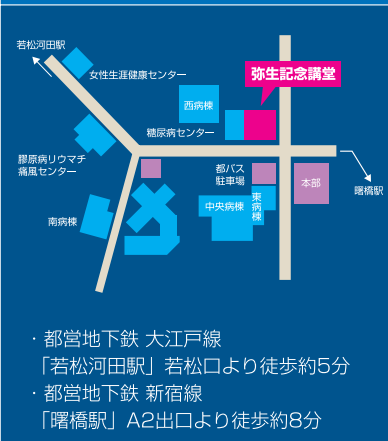 若松河田駅
女性生涯健康センター
弥生記念講堂
西病棟
糖尿病センター
膠原病リウマチ
痛風センター
都バス
駐車場
本部
曙橋駅
南病棟
中央病棟
東病棟
・都営地下鉄 大江戸線
「若松河田駅」若松口より徒歩約5分
・都営地下鉄 新宿線
「曙橋駅」A2出口より徒歩約8分